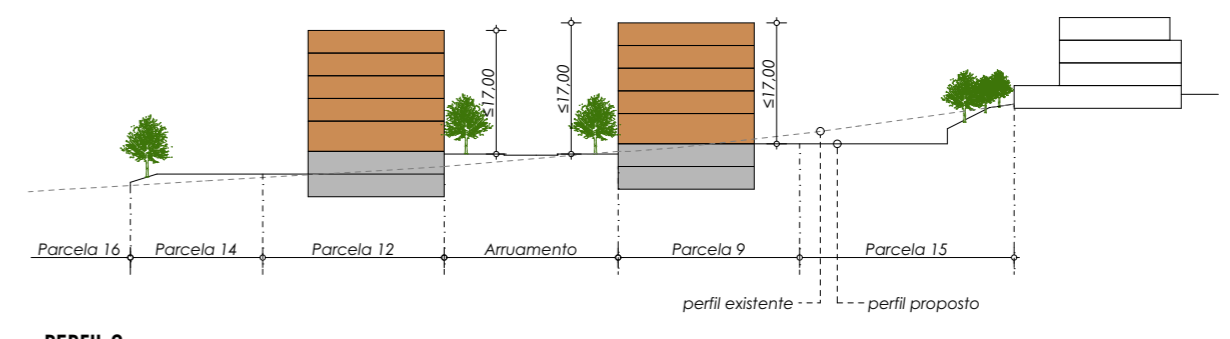 ≤17,00
≤17,00
≤17,00
Parcela 16
Parcela 14
Parcela 12
Arruamento
Parcela 9
Parcela 15
perfil existente
perfil proposto